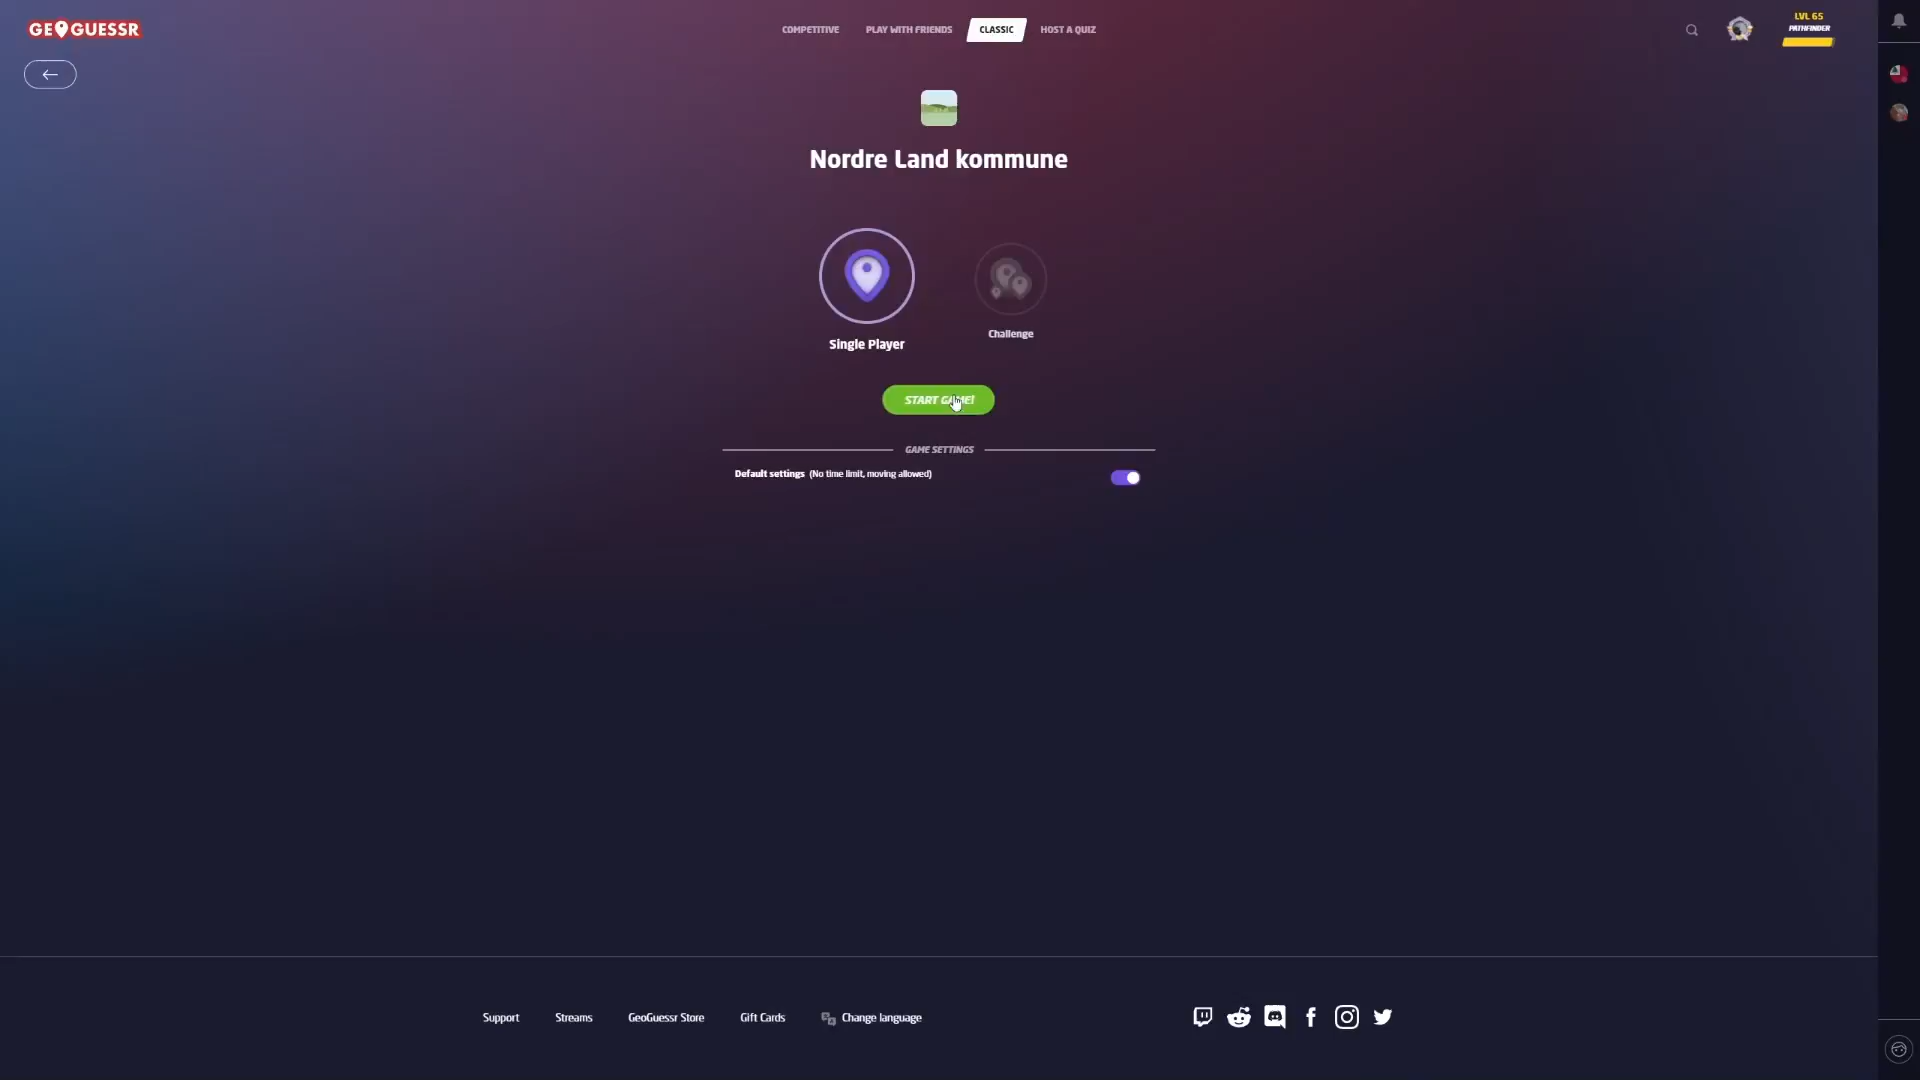 GEOGUESSR
COMPETITIVE
PLAY WITH FRIENDS
CLASSIC
HOST A QUIZ
LVL 65
PATHFINDER
Nordre Land kommune
Single Player
Challenge
START GAME!
GAME SETTINGS
Default settings (No time limit, moving allowed)
Support
Streams
GeoGuessr Store
Gift Cards
Change language